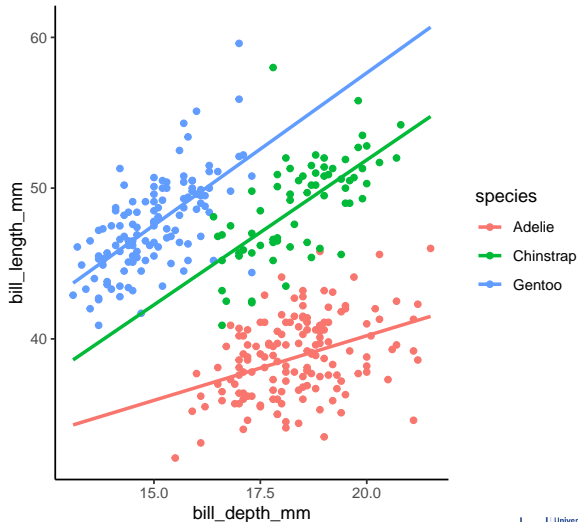 60
50
40
bill_length_mm
15.0
17.5
20.0
bill_depth_mm
species
Adelie
Chinstrap
Gentoo